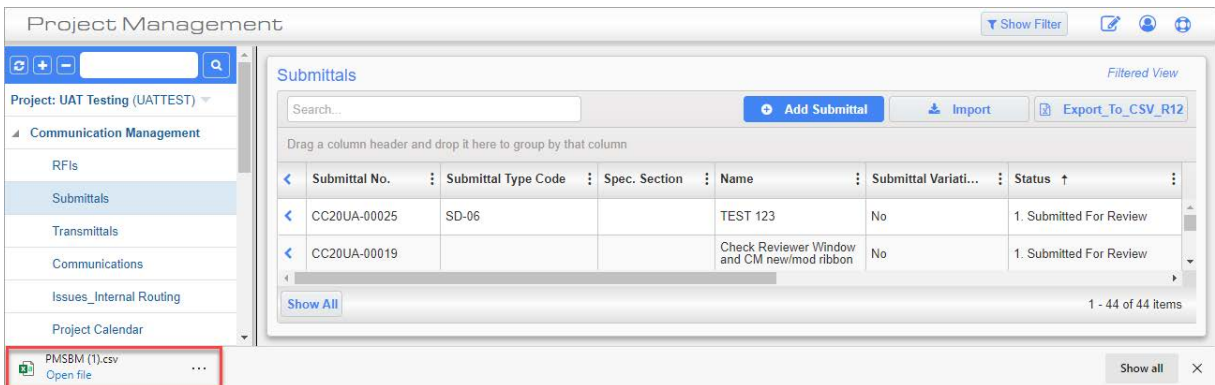 Project Management
Show Filter
Project: UAT Testing (UATTEST)
Communication Management
RFIs
Submittals
Transmittals
Communications
Issues_Internal Routing
Project Calendar
Submittals
Filtered View
Search...
Add Submittal
Import
Export_To_CSV_R12
Drag a column header and drop it here to group by that column
Submittal No. Submittal Type Code Spec. Section Name Submittal Variati... Status ↑
CC20UA-00025 SD-06 TEST 123 No 1. Submitted For Review
CC20UA-00019 Check Reviewer Window No 1. Submitted For Review
and CM new/mod ribbon
Show All
1 - 44 of 44 items
PMSBM (1).csv
Open file
...
Show all